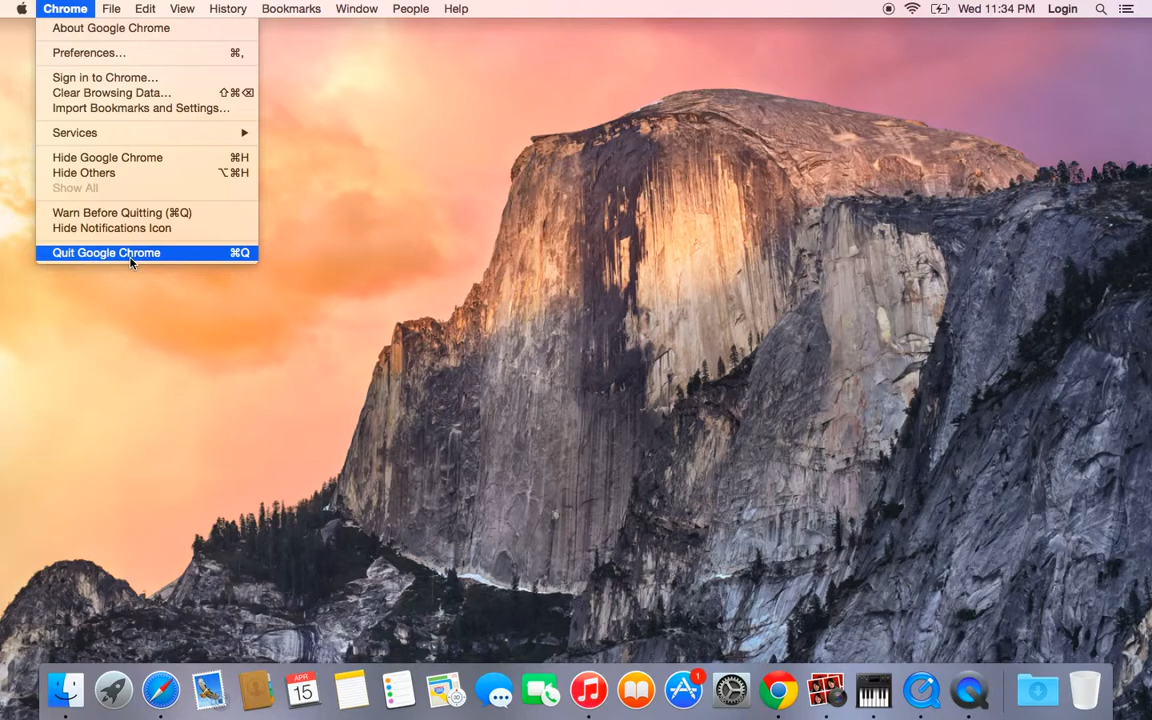 Chrome File Edit View History Bookmarks Window People Help Wed 11:34 PM Login
About Google Chrome
Preferences… ⌘,
Sign in to Chrome…
Clear Browsing Data… ⇧⌘⌫
Import Bookmarks and Settings…
Services ▶
Hide Google Chrome ⌘H
Hide Others ⌥⌘H
Show All
Warn Before Quitting (⌘Q)
Hide Notifications Icon
Quit Google Chrome ⌘Q
APR
15
1